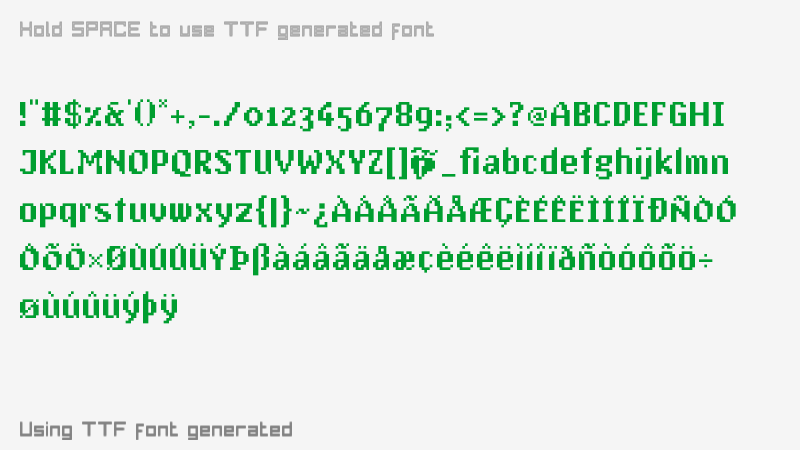 Hold SPACE to use TTF generated font
!"#$%&'()*+,-./0123456789:;<=>?@ABCDEFGHI
JKLMNOPQRSTUVWXYZ[]_fiabcdefghijklmn
opqrstuvwxyz{|}~¿ÀÁÂÃÄÅÆÇÈÉÊËÌÍÎÏÐÑÒÓ
ÔÕÖ×ØÙÚÛÜÝÞßàáâãäåæçèéêëìíîïðñòóôõö÷
øùúûüýþÿ
Using TTF font generated